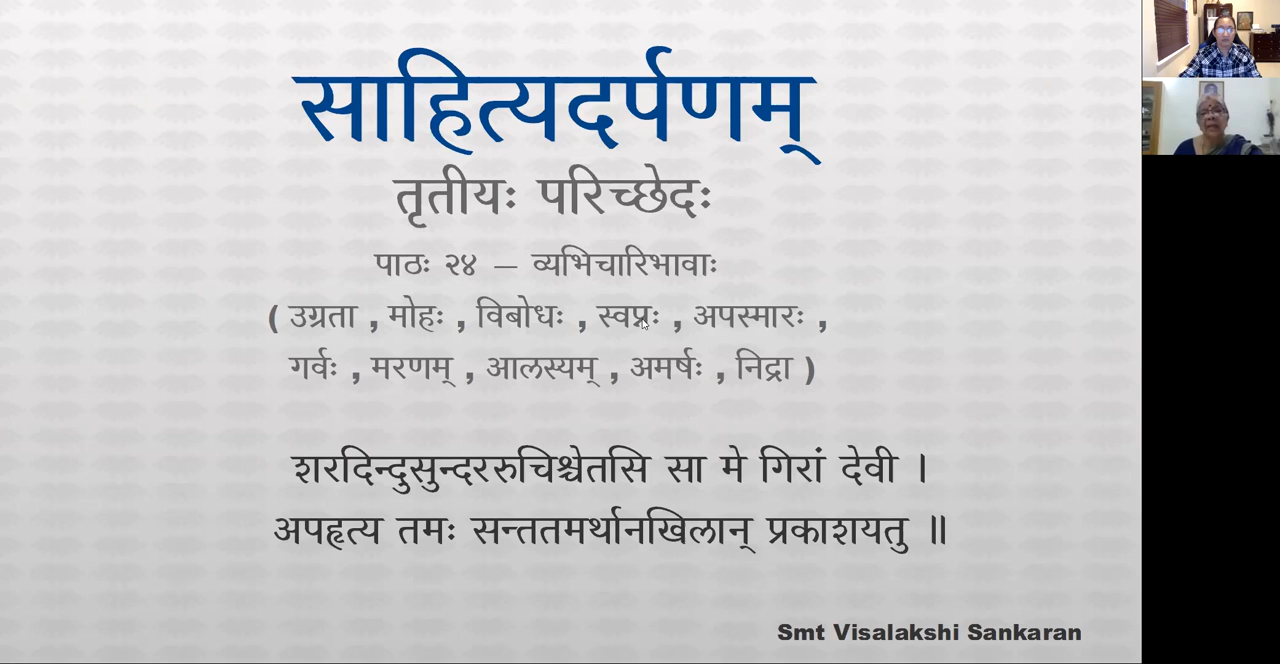 साहित्यदर्पणम्
तृतीयः परिच्छेदः
पाठः २४ – व्यभिचारिभावाः
( उग्रता , मोहः , विबोधः , स्वप्नः , अपस्मारः ,
गर्वः , मरणम् , आलस्यम् , अमर्षः , निद्रा )
शरदिन्दुसुन्दररुचिश्चेतसि सा मे गिरां देवी ।
अपहृत्य तमः सन्ततमर्थानखिलान् प्रकाशयतु ॥
Smt Visalakshi Sankaran